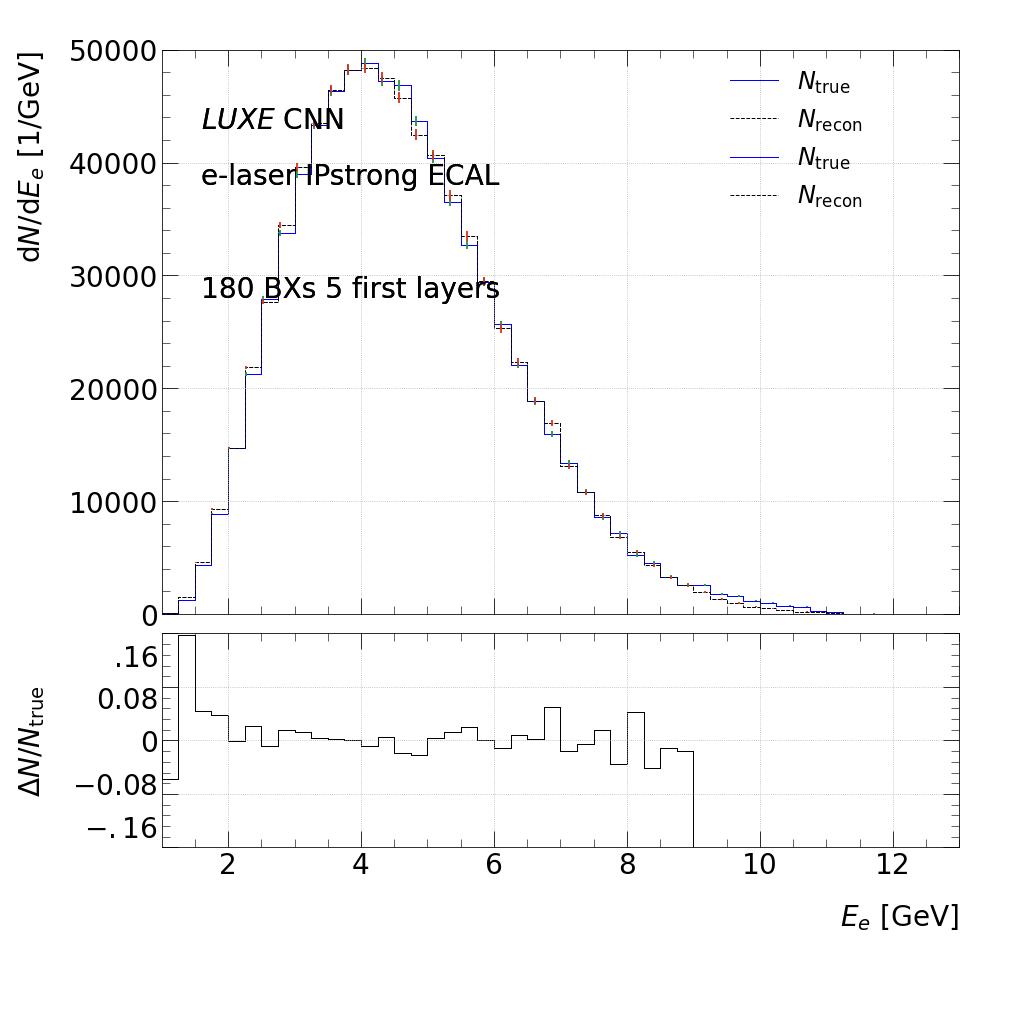 50000
40000
30000
20000
10000
0
dN/dE_e [1/GeV]
LUXE CNN
e-laser IPstrong ECAL
180 BXs 5 first layers
N_true
N_recon
N_true
N_recon
.16
0.08
0
−0.08
−.16
ΔN/N_true
2 4 6 8 10 12
E_e [GeV]